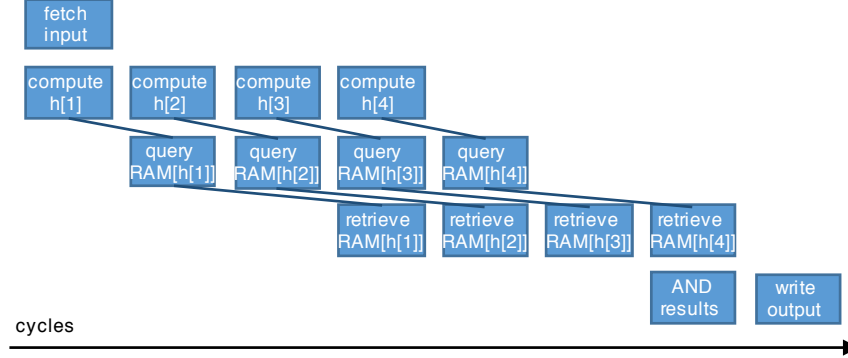 fetch
input
compute
h[1]
compute
h[2]
compute
h[3]
compute
h[4]
query
RAM[h[1]]
query
RAM[h[2]]
query
RAM[h[3]]
query
RAM[h[4]]
retrieve
RAM[h[1]]
retrieve
RAM[h[2]]
retrieve
RAM[h[3]]
retrieve
RAM[h[4]]
AND
results
write
output
cycles